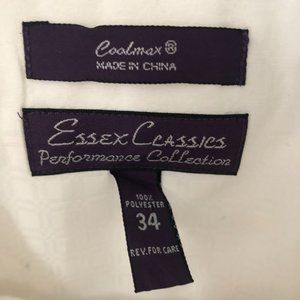 Coolmax®
MADE IN CHINA
ESSEX CLASSICS
Performance Collection
100%
POLYESTER
34
REV. FOR CARE